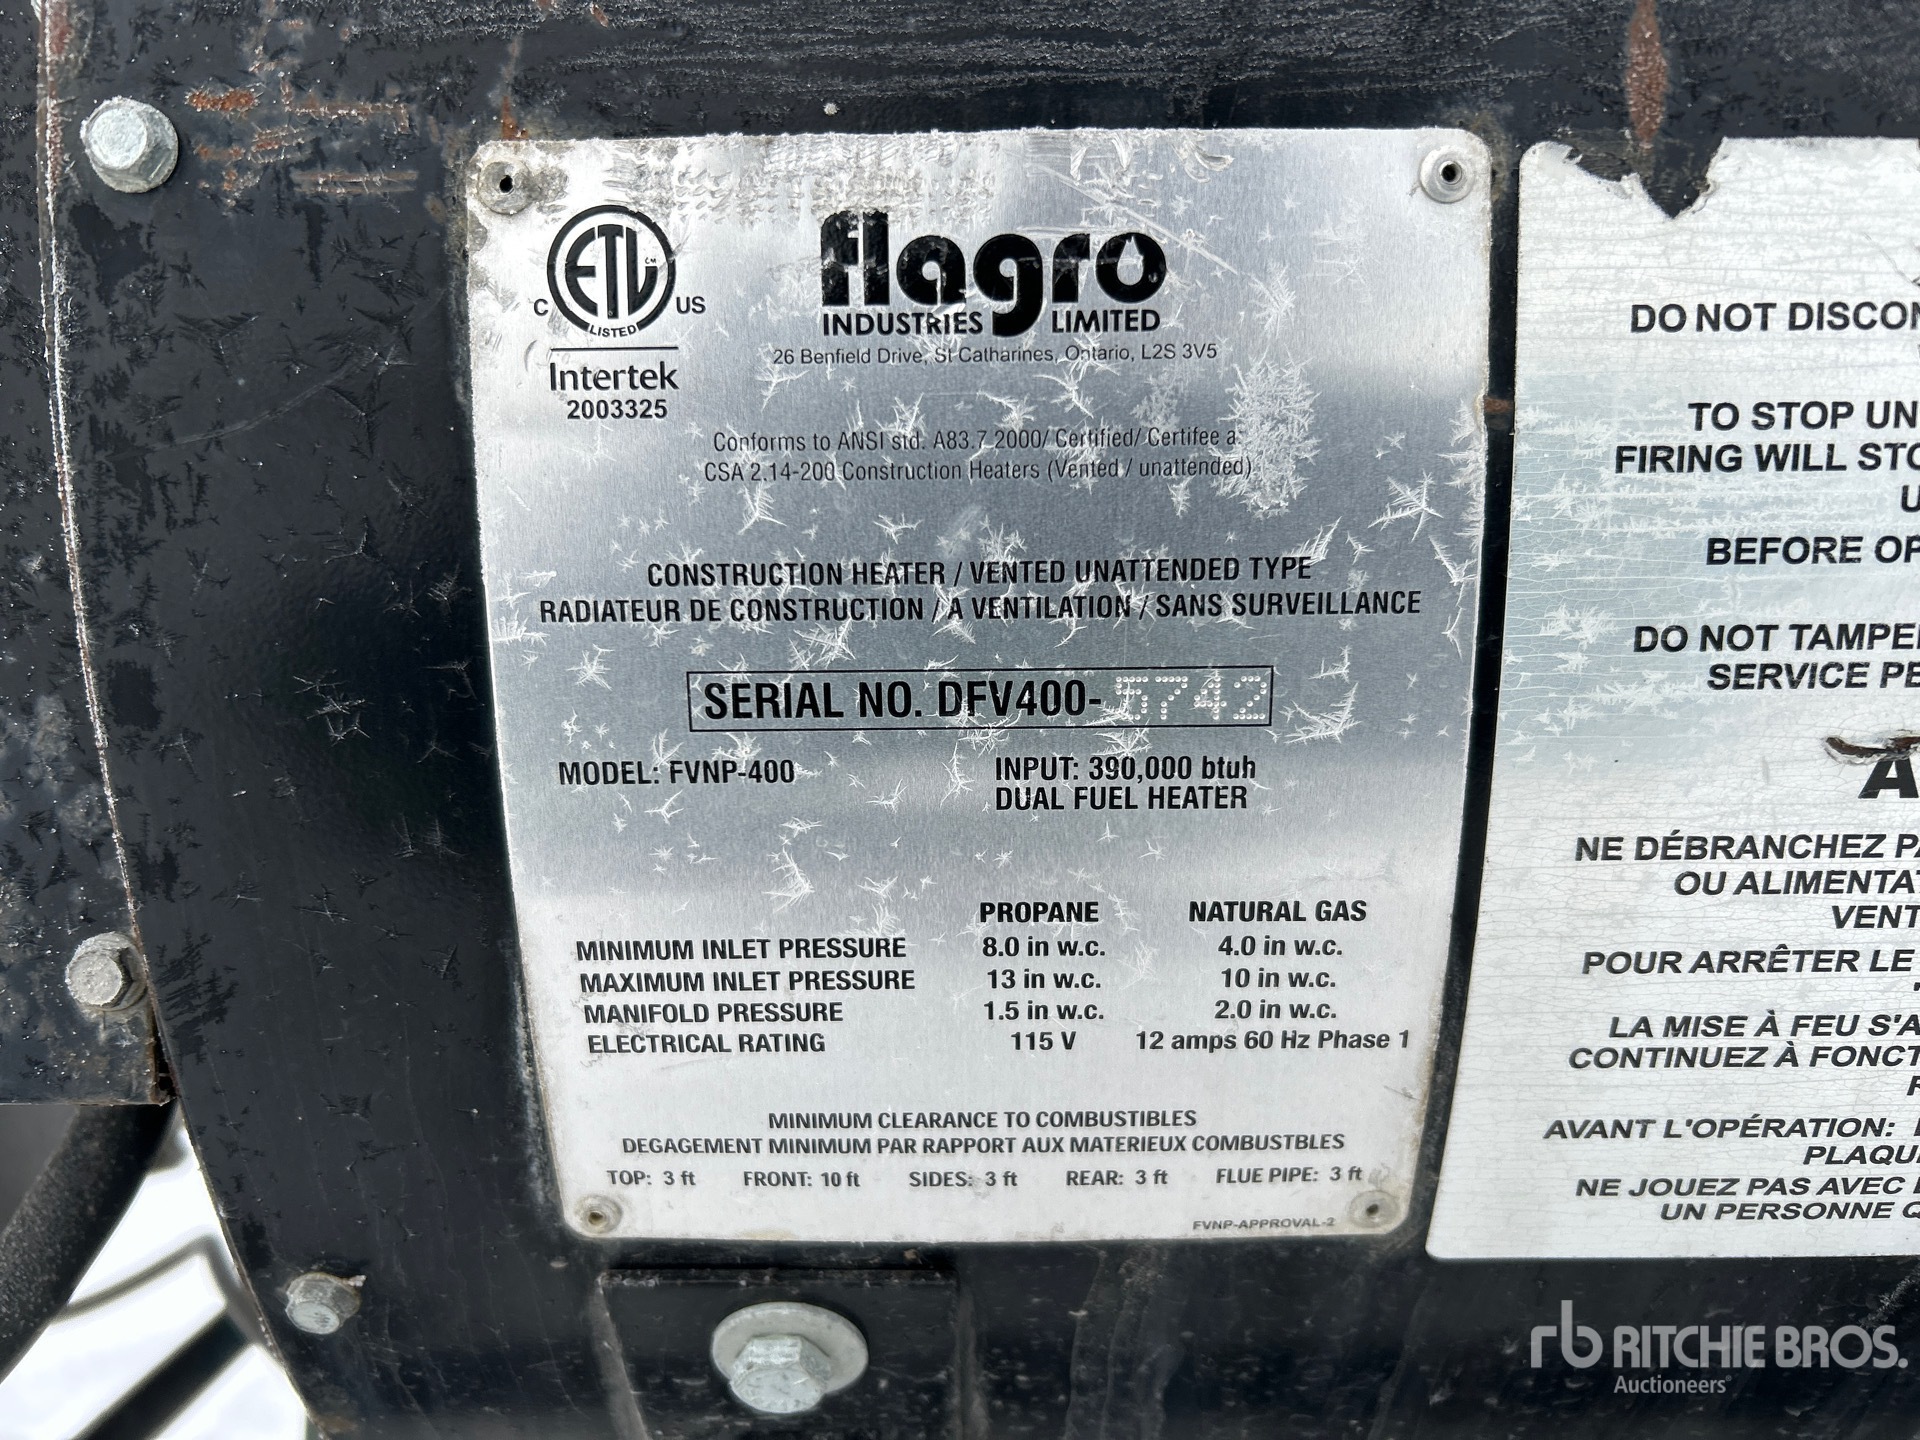 ETL CM
LISTED
C US
Intertek
2003325
flagro
INDUSTRIES LIMITED
26 Benfield Drive, St Catharines, Ontario, L2S 3V5
Conforms to ANSI std. A83.7 2000/ Certified/ Certifee a
CSA 2.14-200 Construction Heaters (Vented / unattended)
CONSTRUCTION HEATER / VENTED UNATTENDED TYPE
RADIATEUR DE CONSTRUCTION / A VENTILATION / SANS SURVEILLANCE
SERIAL NO. DFV400-5742
MODEL: FVNP-400
INPUT: 390,000 btuh
DUAL FUEL HEATER
PROPANE NATURAL GAS
MINIMUM INLET PRESSURE 8.0 in w.c. 4.0 in w.c.
MAXIMUM INLET PRESSURE 13 in w.c. 10 in w.c.
MANIFOLD PRESSURE 1.5 in w.c. 2.0 in w.c.
ELECTRICAL RATING 115 V 12 amps 60 Hz Phase 1
MINIMUM CLEARANCE TO COMBUSTIBLES
DEGAGEMENT MINIMUM PAR RAPPORT AUX MATERIEUX COMBUSTBLES
TOP: 3 ft FRONT: 10 ft SIDES: 3 ft REAR: 3 ft FLUE PIPE: 3 ft
FVNP-APPROVAL-2
DO NOT DISCON
TO STOP UN
FIRING WILL STO
U
BEFORE OP
DO NOT TAMPE
SERVICE PE
A
NE DÉBRANCHEZ PA
OU ALIMENTAT
VENT
POUR ARRÊTER LE
LA MISE À FEU S'A
CONTINUEZ À FONCT
AVANT L'OPÉRATION:
PLAQU
NE JOUEZ PAS AVEC
UN PERSONNE Q
rb RITCHIE BROS.
Auctioneers